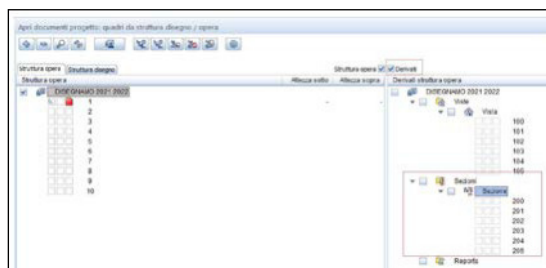 Apri documenti progetto: quadri da struttura disegno / opera
Struttura opera Struttura disegno Struttura opera Derivati
Struttura opera Altezza sotto Altezza sopra Derivati struttura opera
DISEGNAMO 2021 2022
1 - -
2
3
4
5
6
7
8
9
10
DISEGNAMO 2021 2022
Viste
Vista
100
101
102
103
104
105
Sezioni
Sezione
200
201
202
203
204
205
Reports